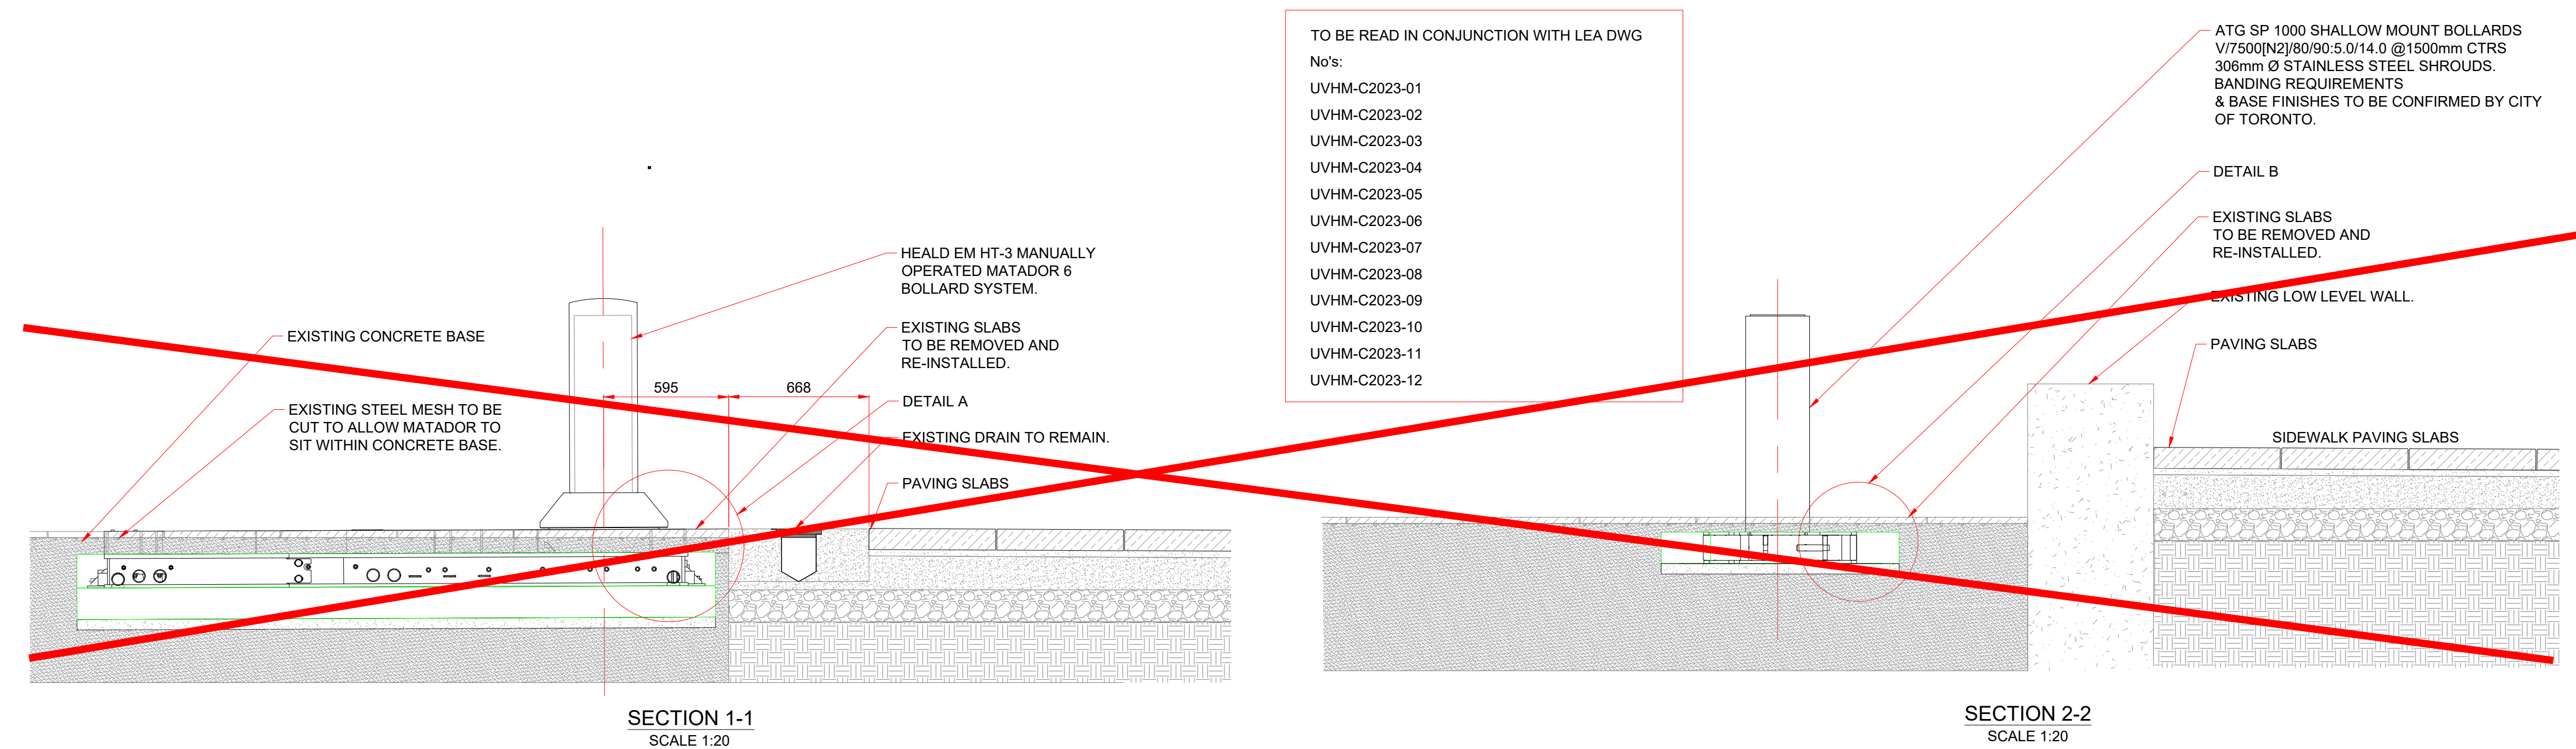 TO BE READ IN CONJUNCTION WITH LEA DWG
No's:
UVHM-C2023-01
UVHM-C2023-02
UVHM-C2023-03
UVHM-C2023-04
UVHM-C2023-05
UVHM-C2023-06
UVHM-C2023-07
UVHM-C2023-08
UVHM-C2023-09
UVHM-C2023-10
UVHM-C2023-11
UVHM-C2023-12
HEALD EM HT-3 MANUALLY
OPERATED MATADOR 6
BOLLARD SYSTEM.
EXISTING CONCRETE BASE
EXISTING SLABS
TO BE REMOVED AND
RE-INSTALLED.
595
668
DETAIL A
EXISTING STEEL MESH TO BE
CUT TO ALLOW MATADOR TO
SIT WITHIN CONCRETE BASE.
EXISTING DRAIN TO REMAIN.
PAVING SLABS
SECTION 1-1
SCALE 1:20
ATG SP 1000 SHALLOW MOUNT BOLLARDS
V/7500[N2]/80/90:5.0/14.0 @1500mm CTRS
306mm Ø STAINLESS STEEL SHROUDS.
BANDING REQUIREMENTS
& BASE FINISHES TO BE CONFIRMED BY CITY
OF TORONTO.
DETAIL B
EXISTING SLABS
TO BE REMOVED AND
RE-INSTALLED.
EXISTING LOW LEVEL WALL.
PAVING SLABS
SIDEWALK PAVING SLABS
SECTION 2-2
SCALE 1:20